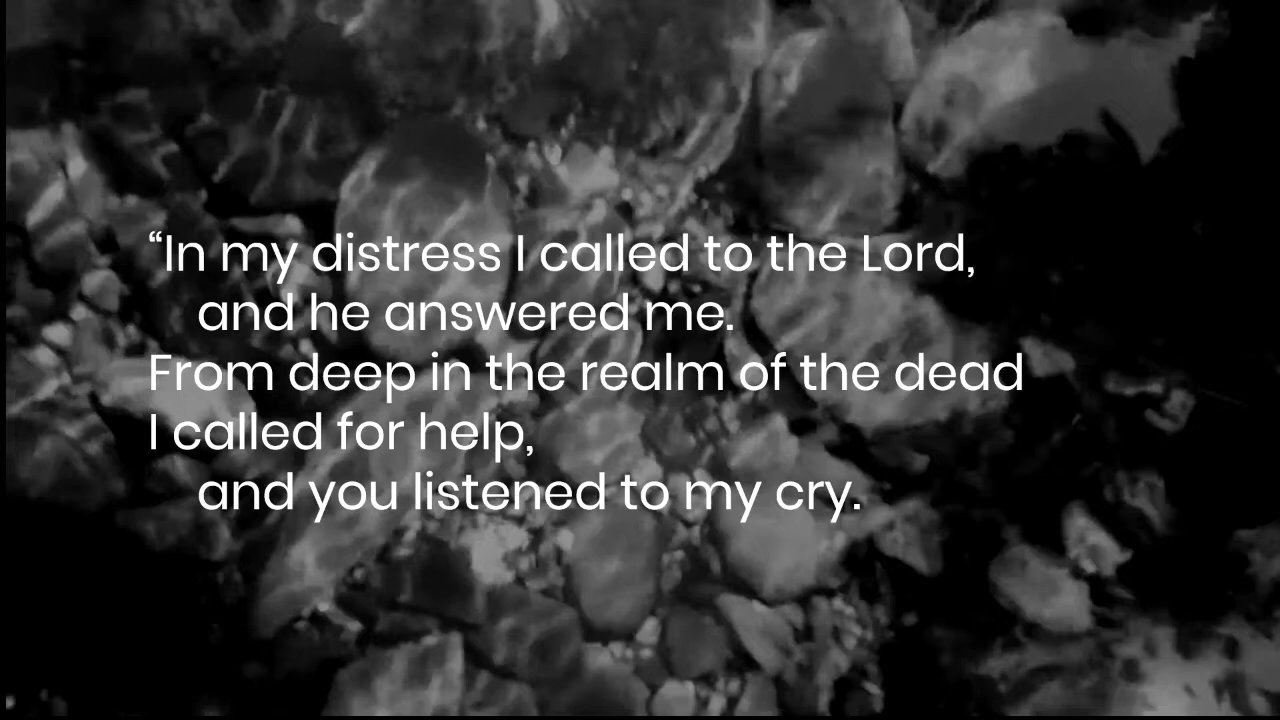 “In my distress I called to the Lord,
and he answered me.
From deep in the realm of the dead
I called for help,
and you listened to my cry.